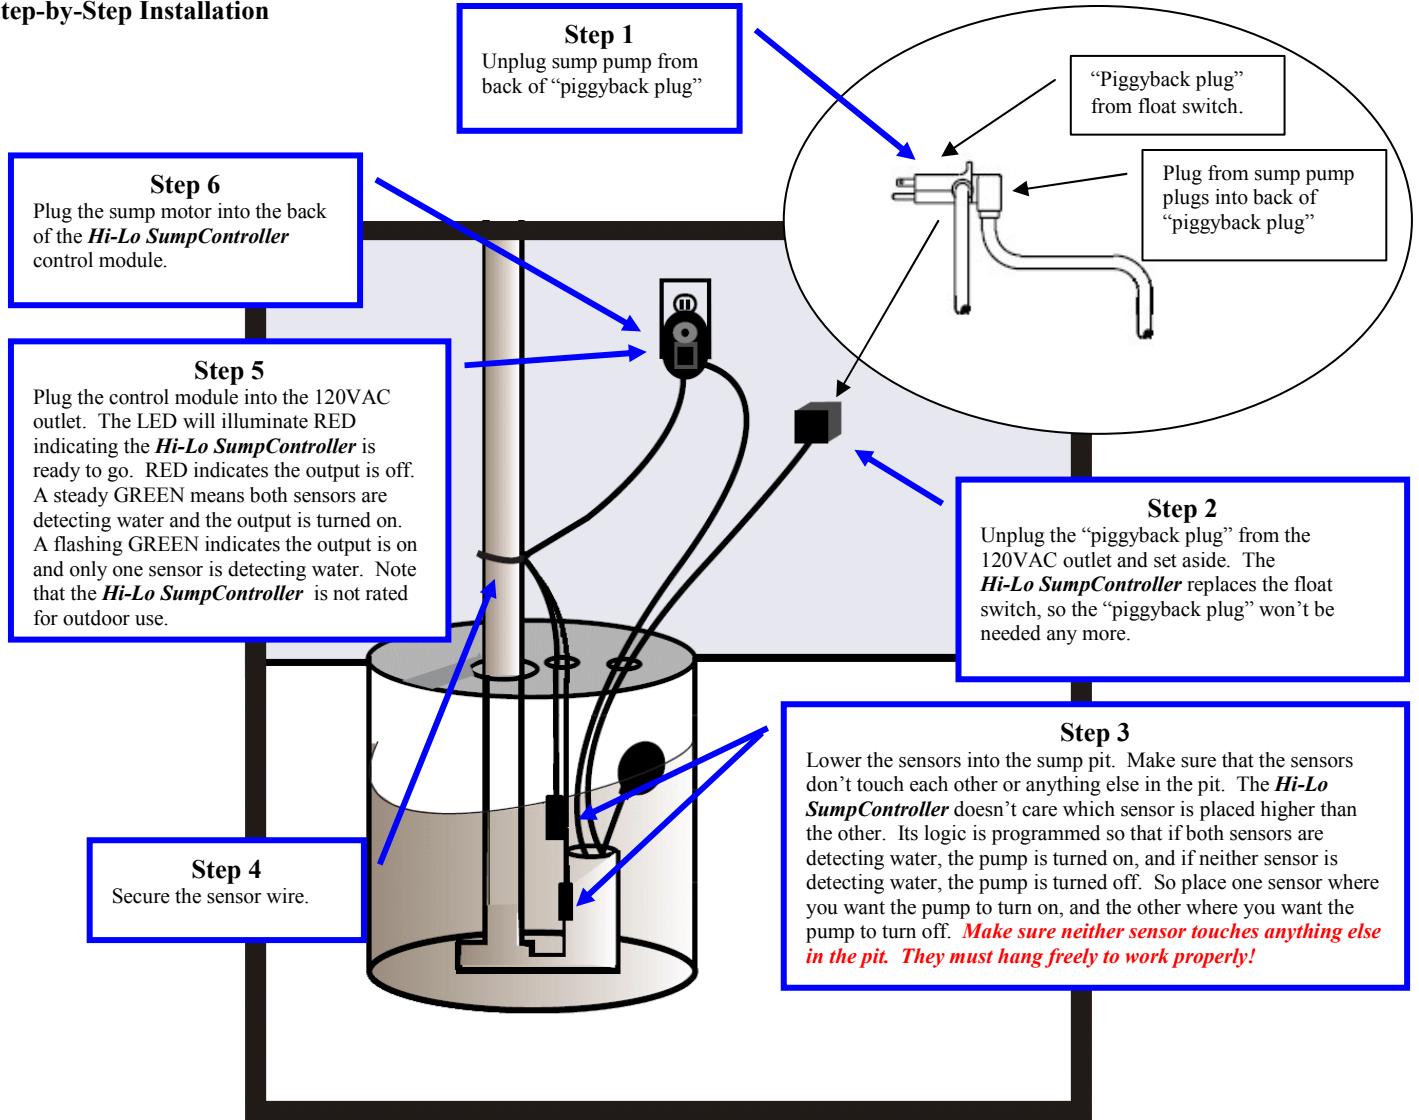 tep-by-Step Installation
Step 1
Unplug sump pump from
back of “piggyback plug”
“Piggyback plug”
from float switch.
Plug from sump pump
plugs into back of
“piggyback plug”
Step 6
Plug the sump motor into the back
of the Hi-Lo SumpController
control module.
Step 5
Plug the control module into the 120VAC
outlet. The LED will illuminate RED
indicating the Hi-Lo SumpController is
ready to go. RED indicates the output is off.
A steady GREEN means both sensors are
detecting water and the output is turned on.
A flashing GREEN indicates the output is on
and only one sensor is detecting water. Note
that the Hi-Lo SumpController is not rated
for outdoor use.
Step 2
Unplug the “piggyback plug” from the
120VAC outlet and set aside. The
Hi-Lo SumpController replaces the float
switch, so the “piggyback plug” won’t be
needed any more.
Step 3
Lower the sensors into the sump pit. Make sure that the sensors
don’t touch each other or anything else in the pit. The Hi-Lo
SumpController doesn’t care which sensor is placed higher than
the other. Its logic is programmed so that if both sensors are
detecting water, the pump is turned on, and if neither sensor is
detecting water, the pump is turned off. So place one sensor where
you want the pump to turn on, and the other where you want the
pump to turn off. Make sure neither sensor touches anything else
in the pit. They must hang freely to work properly!
Step 4
Secure the sensor wire.